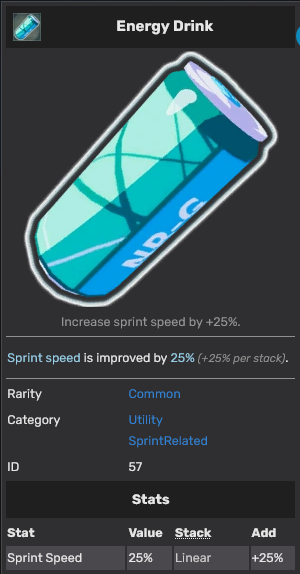 Energy Drink
NR-G
Increase sprint speed by +25%.
Sprint speed is improved by 25% (+25% per stack).
Rarity Common
Category Utility
SprintRelated
ID 57
Stats
Stat Value Stack Add
Sprint Speed 25% Linear +25%